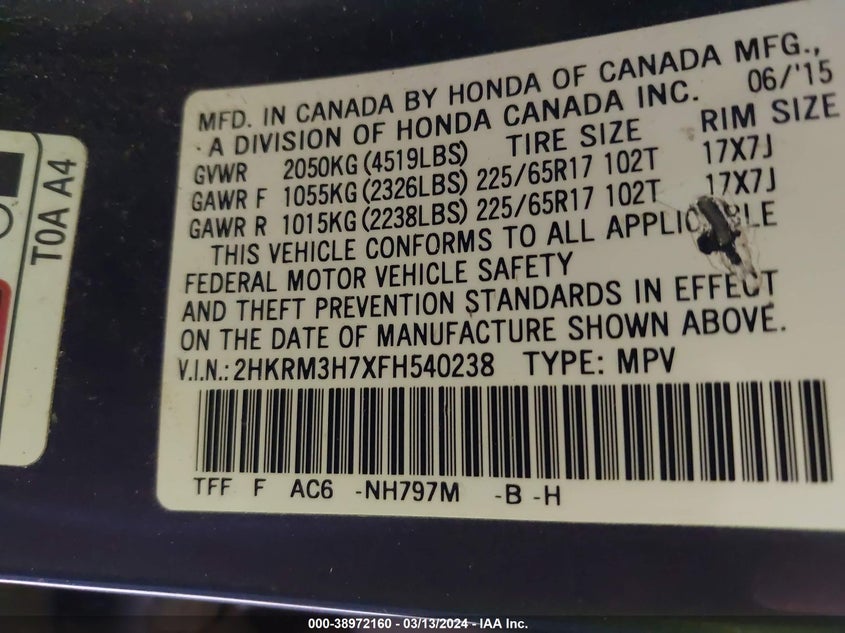 MFD. IN CANADA BY HONDA OF CANADA MFG.,
A DIVISION OF HONDA CANADA INC. 06/'15
GVWR 2050KG (4519LBS) TIRE SIZE RIM SIZE
GAWR F 1055KG (2326LBS) 225/65R17 102T 17X7J
GAWR R 1015KG (2238LBS) 225/65R17 102T 17X7J
THIS VEHICLE CONFORMS TO ALL APPLICABLE
FEDERAL MOTOR VEHICLE SAFETY
AND THEFT PREVENTION STANDARDS IN EFFECT
ON THE DATE OF MANUFACTURE SHOWN ABOVE.
V.I.N.: 2HKRM3H7XFH540238 TYPE: MPV
TFF F AC6 -NH797M -B -H
T0A A4
000-38972160 - 03/13/2024 - IAA Inc.